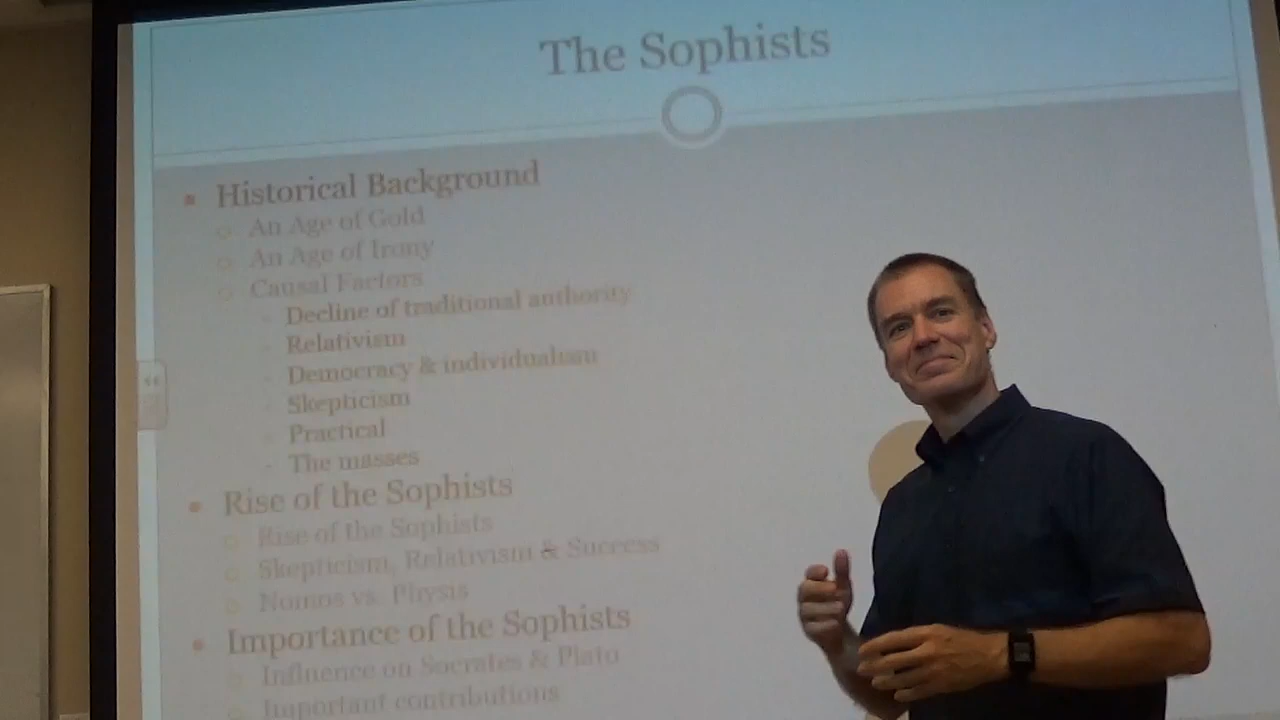 The Sophists
Historical Background
An Age of Gold
An Age of Irony
Causal Factors
Decline of traditional authority
Relativism
Democracy & individualism
Skepticism
Practical
The masses
Rise of the Sophists
Rise of the Sophists
Skepticism, Relativism & Success
Nomos vs. Physis
Importance of the Sophists
Influence on Socrates & Plato
Important contributions